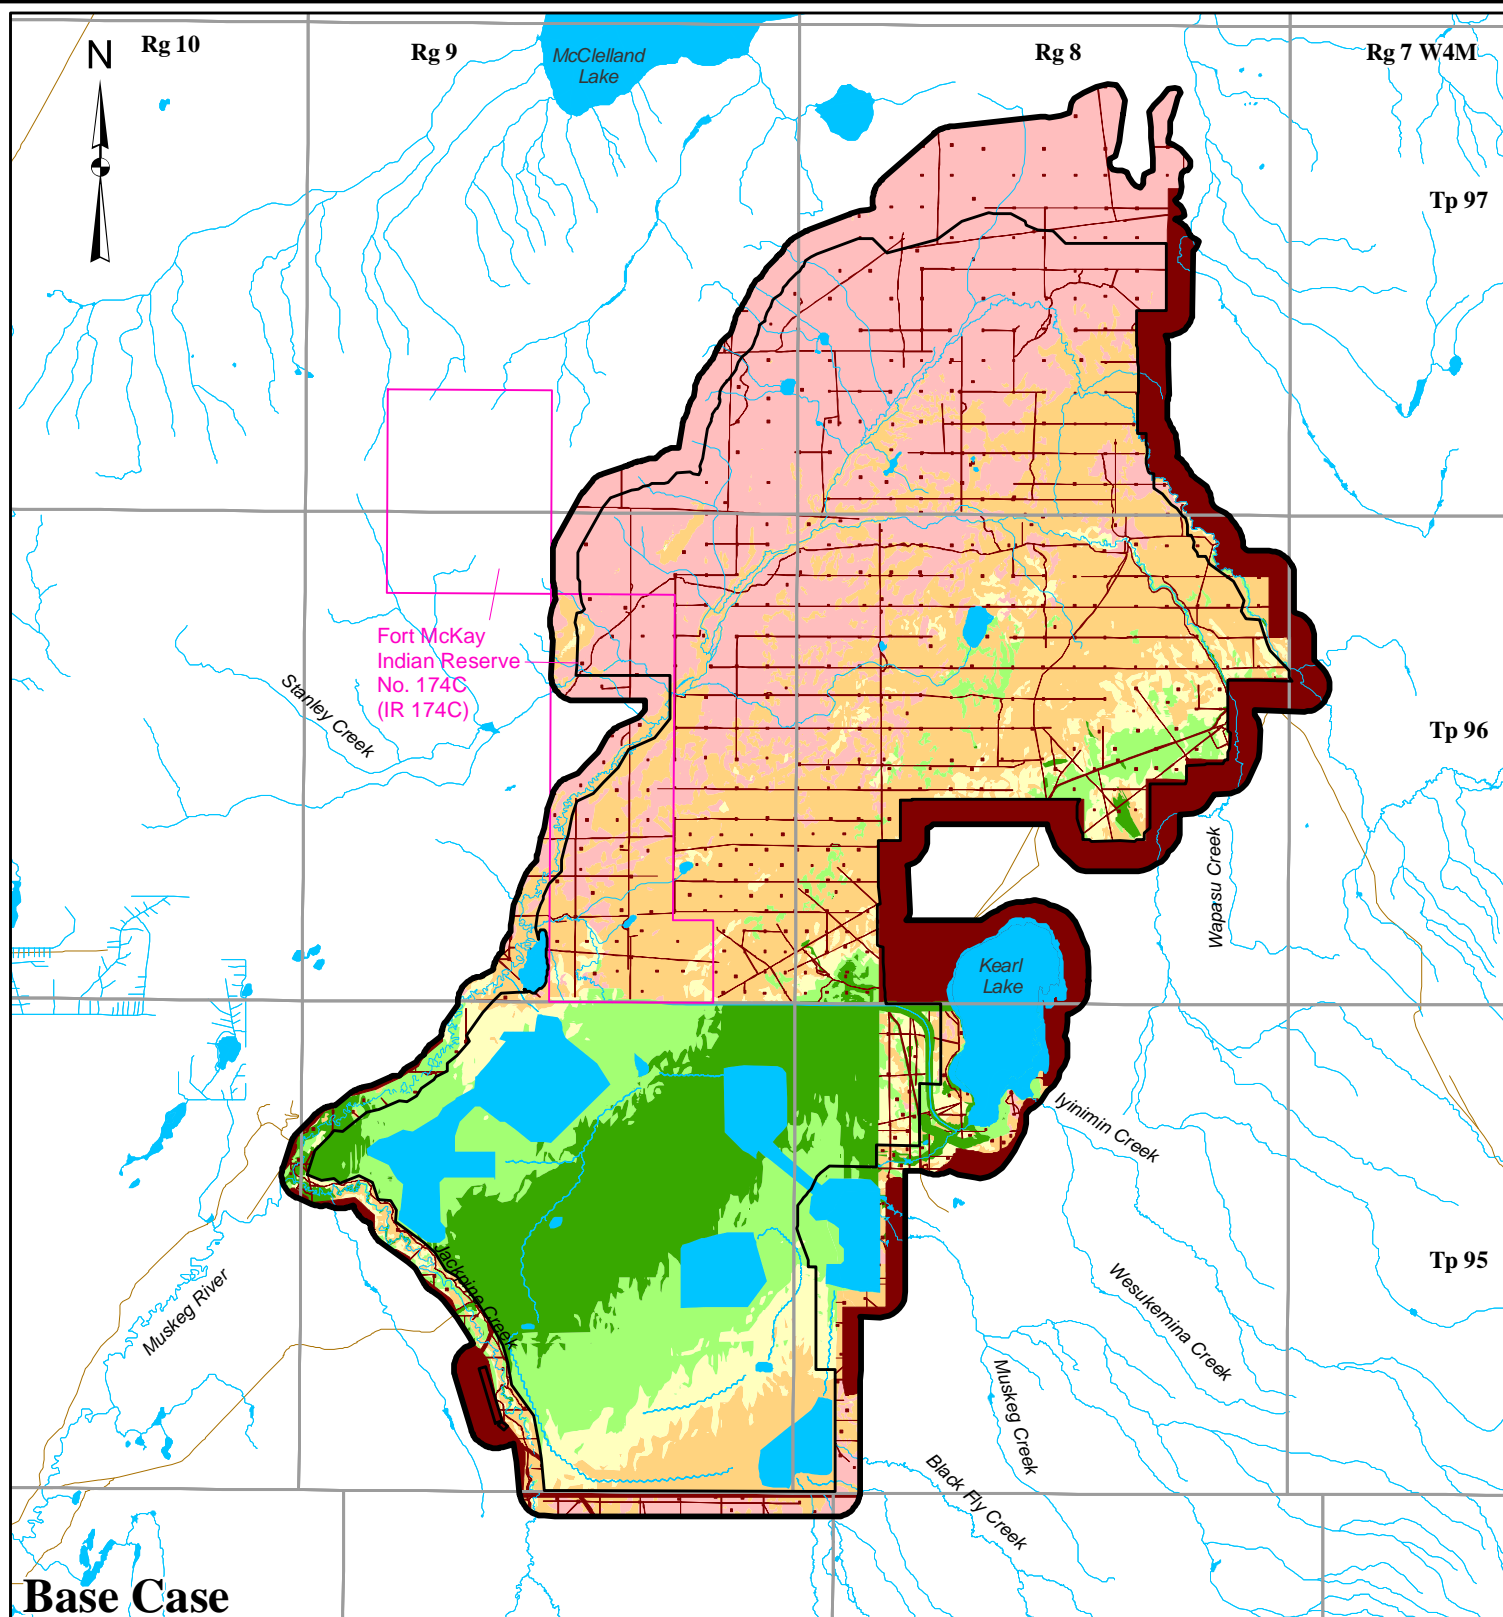 N
Rg 10
Rg 9
Rg 8
Rg 7 W4M
McClelland
Lake
Tp 97
Fort McKay
Indian Reserve
No. 174C
(IR 174C)
Stanley Creek
Tp 96
Wapasu Creek
Kearl
Lake
Iyinimin Creek
Muskeg River
Jackpine Creek
Wesukemina Creek
Tp 95
Muskeg Creek
Black Fly Creek
Base Case